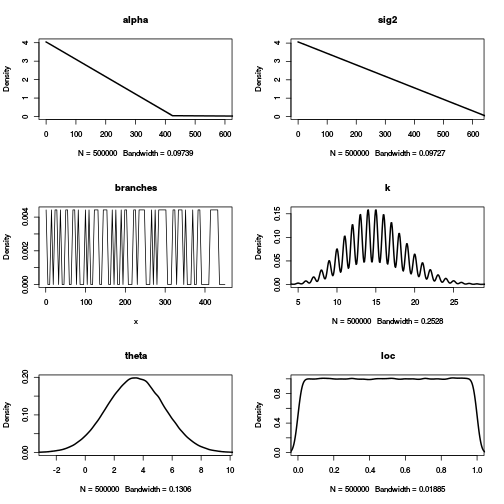 alpha
Density
0 1 2 3 4
0 100 200 300 400 500 600
N = 500000 Bandwidth = 0.09739
sig2
Density
0 1 2 3 4
0 100 200 300 400 500 600
N = 500000 Bandwidth = 0.09727
branches
Density
0.000 0.002 0.004
0 100 200 300 400
x
k
Density
0.00 0.05 0.10 0.15
5 10 15 20 25
N = 500000 Bandwidth = 0.2528
theta
Density
0.00 0.10 0.20
-2 0 2 4 6 8 10
N = 500000 Bandwidth = 0.1306
loc
Density
0.0 0.4 0.8
0.0 0.2 0.4 0.6 0.8 1.0
N = 500000 Bandwidth = 0.01885